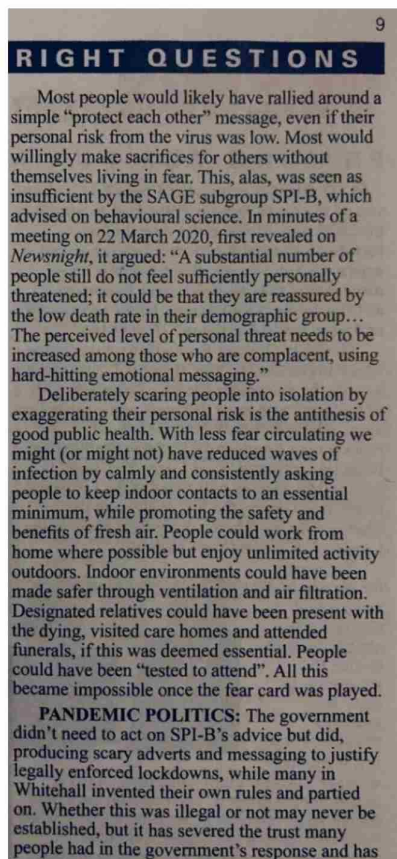 9
RIGHT QUESTIONS
Most people would likely have rallied around a
simple “protect each other” message, even if their
personal risk from the virus was low. Most would
willingly make sacrifices for others without
themselves living in fear. This, alas, was seen as
insufficient by the SAGE subgroup SPI-B, which
advised on behavioural science. In minutes of a
meeting on 22 March 2020, first revealed on
Newsnight, it argued: “A substantial number of
people still do not feel sufficiently personally
threatened; it could be that they are reassured by
the low death rate in their demographic group…
The perceived level of personal threat needs to be
increased among those who are complacent, using
hard-hitting emotional messaging.”
Deliberately scaring people into isolation by
exaggerating their personal risk is the antithesis of
good public health. With less fear circulating we
might (or might not) have reduced waves of
infection by calmly and consistently asking
people to keep indoor contacts to an essential
minimum, while promoting the safety and
benefits of fresh air. People could work from
home where possible but enjoy unlimited activity
outdoors. Indoor environments could have been
made safer through ventilation and air filtration.
Designated relatives could have been present with
the dying, visited care homes and attended
funerals, if this was deemed essential. People
could have been “tested to attend”. All this
became impossible once the fear card was played.
PANDEMIC POLITICS: The government
didn’t need to act on SPI-B’s advice but did,
producing scary adverts and messaging to justify
legally enforced lockdowns, while many in
Whitehall invented their own rules and partied
on. Whether this was illegal or not may never be
established, but it has severed the trust many
people had in the government’s response and has